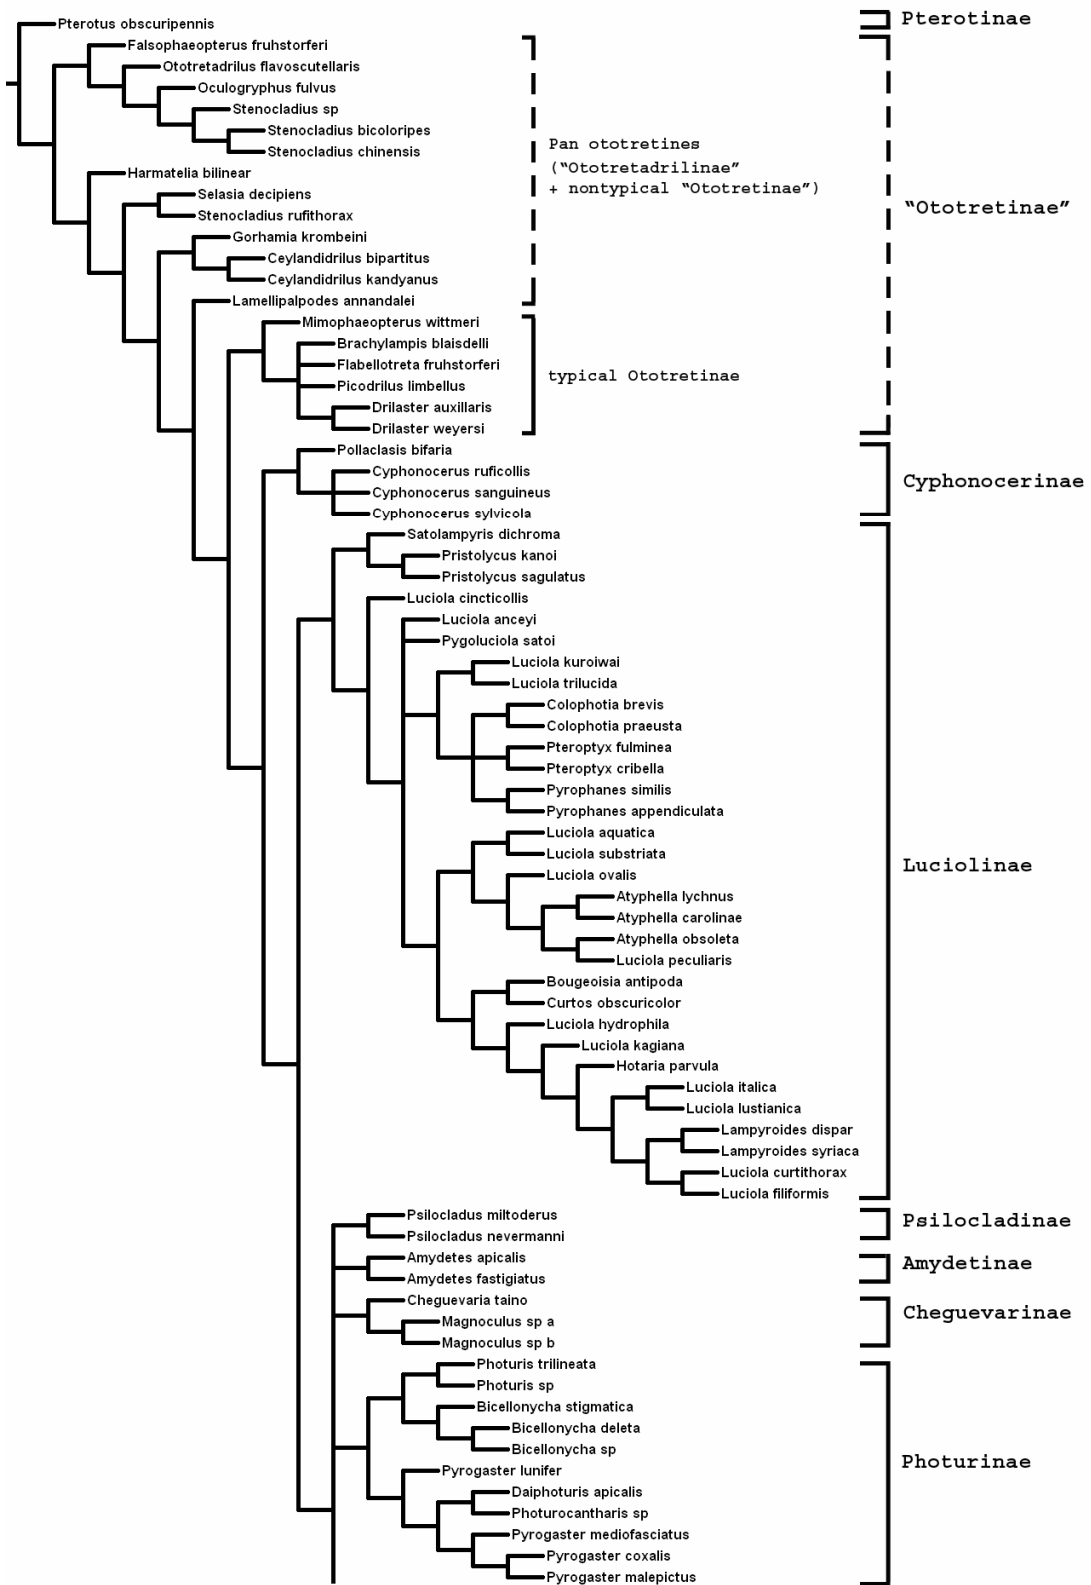 Pterotus obscuripennis
Pterotinae
Falsophaeopterus fruhstorferi
Ototretadrilus flavoscutellaris
Oculogryphus fulvus
Stenocladius sp
Stenocladius bicoloripes
Stenocladius chinensis
Pan ototretines
("Ototretadrilinae"
+ nontypical "Ototretinae")
Harmatelia bilinear
Selasia decipiens
Stenocladius rufithorax
"Ototretinae"
Gorhamia krombeini
Ceylandidrilus bipartitus
Ceylandidrilus kandyanus
Lamellipalpodes annandalei
Mimophaeopterus wittmeri
Brachylampis blaisdelli
Flabellotreta fruhstorferi
typical Ototretinae
Picodrilus limbellus
Drilaster auxillaris
Drilaster weyersi
Pollaclasis bifaria
Cyphonocerus ruficollis
Cyphonocerinae
Cyphonocerus sanguineus
Cyphonocerus sylvicola
Satolampyris dichroma
Pristolycus kanoi
Pristolycus sagulatus
Luciola cincticollis
Luciola anceyi
Pygoluciola satoi
Luciola kuroiwai
Luciola trilucida
Colophotia brevis
Colophotia praeusta
Pteroptyx fulminea
Pteroptyx cribella
Pyrophanes similis
Pyrophanes appendiculata
Luciola aquatica
Luciola substriata
Luciolinae
Luciola ovalis
Atyphella lychnus
Atyphella carolinae
Atyphella obsoleta
Luciola peculiaris
Bougeoisia antipoda
Curtos obscuricolor
Luciola hydrophila
Luciola kagiana
Hotaria parvula
Luciola italica
Luciola lustianica
Lampyroides dispar
Lampyroides syriaca
Luciola curtithorax
Luciola filiformis
Psilocladus miltoderus
Psilocladinae
Psilocladus nevermanni
Amydetes apicalis
Amydetinae
Amydetes fastigiatus
Cheguevaria taino
Cheguevarinae
Magnoculus sp a
Magnoculus sp b
Photuris trilineata
Photuris sp
Bicellonycha stigmatica
Bicellonycha deleta
Bicellonycha sp
Photurinae
Pyrogaster lunifer
Daiphoturis apicalis
Photurocantharis sp
Pyrogaster mediofasciatus
Pyrogaster coxalis
Pyrogaster malepictus